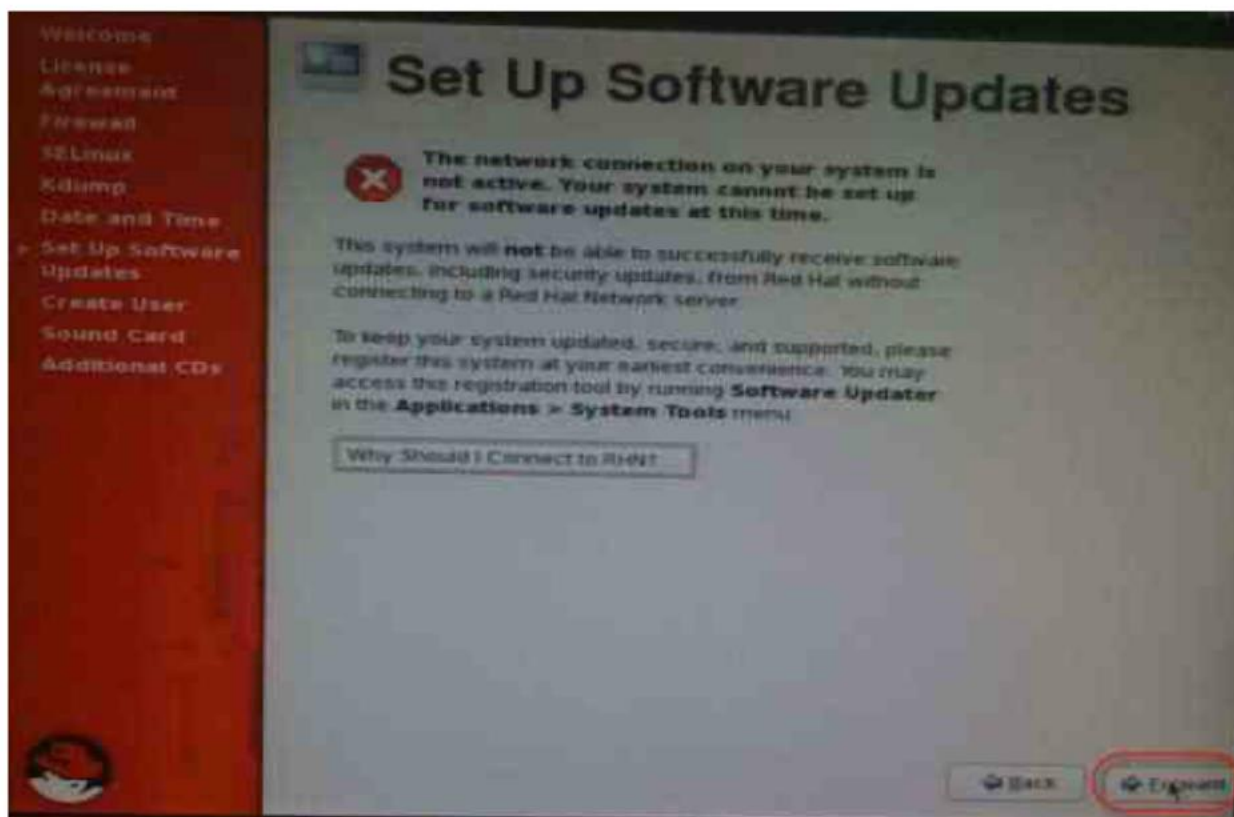 Welcome
License
Agreement
Firewall
SELinux
Kdump
Date and Time
Set Up Software
Updates
Create User
Sound Card
Additional CDs
Set Up Software Updates
The network connection on your system is
not active. Your system cannot be set up
for software updates at this time.
This system will not be able to successfully receive software
updates, including security updates, from Red Hat without
connecting to a Red Hat Network server.
To keep your system updated, secure, and supported, please
register this system at your earliest convenience. You may
access this registration tool by running Software Updater
in the Applications > System Tools menu.
Why Should I Connect to RHN?
Back
Forward